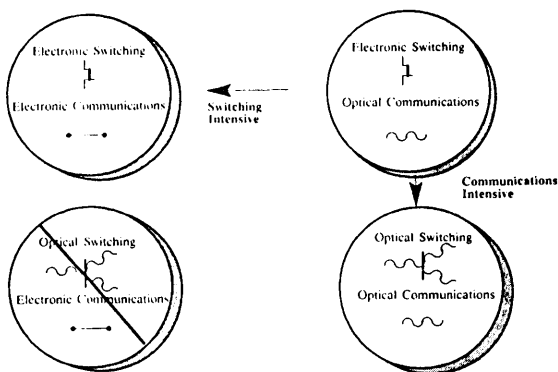 Electronic Switching
Electronic Communications
Switching
Intensive
Electronic Switching
Optical Communications
Communications
Intensive
Optical Switching
Electronic Communications
Optical Switching
Optical Communications